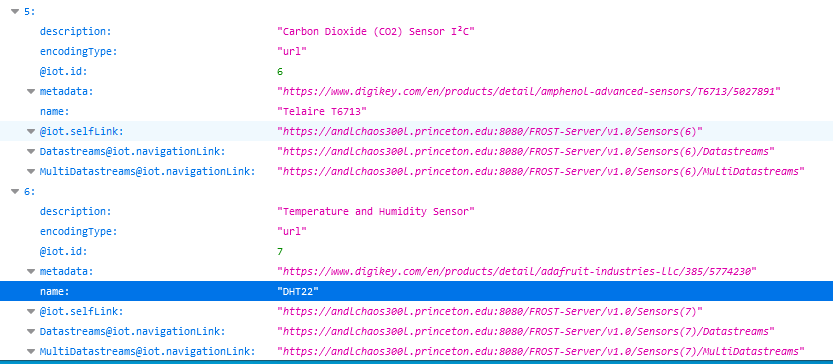 5:
description: "Carbon Dioxide (CO2) Sensor I²C"
encodingType: "url"
@iot.id: 6
metadata: "https://www.digikey.com/en/products/detail/amphenol-advanced-sensors/T6713/5027891"
name: "Telaire T6713"
@iot.selfLink: "https://andlchaos300l.princeton.edu:8080/FROST-Server/v1.0/Sensors(6)"
Datastreams@iot.navigationLink: "https://andlchaos300l.princeton.edu:8080/FROST-Server/v1.0/Sensors(6)/Datastreams"
MultiDatastreams@iot.navigationLink: "https://andlchaos300l.princeton.edu:8080/FROST-Server/v1.0/Sensors(6)/MultiDatastreams"
6:
description: "Temperature and Humidity Sensor"
encodingType: "url"
@iot.id: 7
metadata: "https://www.digikey.com/en/products/detail/adafruit-industries-llc/385/5774230"
name: "DHT22"
@iot.selfLink: "https://andlchaos300l.princeton.edu:8080/FROST-Server/v1.0/Sensors(7)"
Datastreams@iot.navigationLink: "https://andlchaos300l.princeton.edu:8080/FROST-Server/v1.0/Sensors(7)/Datastreams"
MultiDatastreams@iot.navigationLink: "https://andlchaos300l.princeton.edu:8080/FROST-Server/v1.0/Sensors(7)/MultiDatastreams"